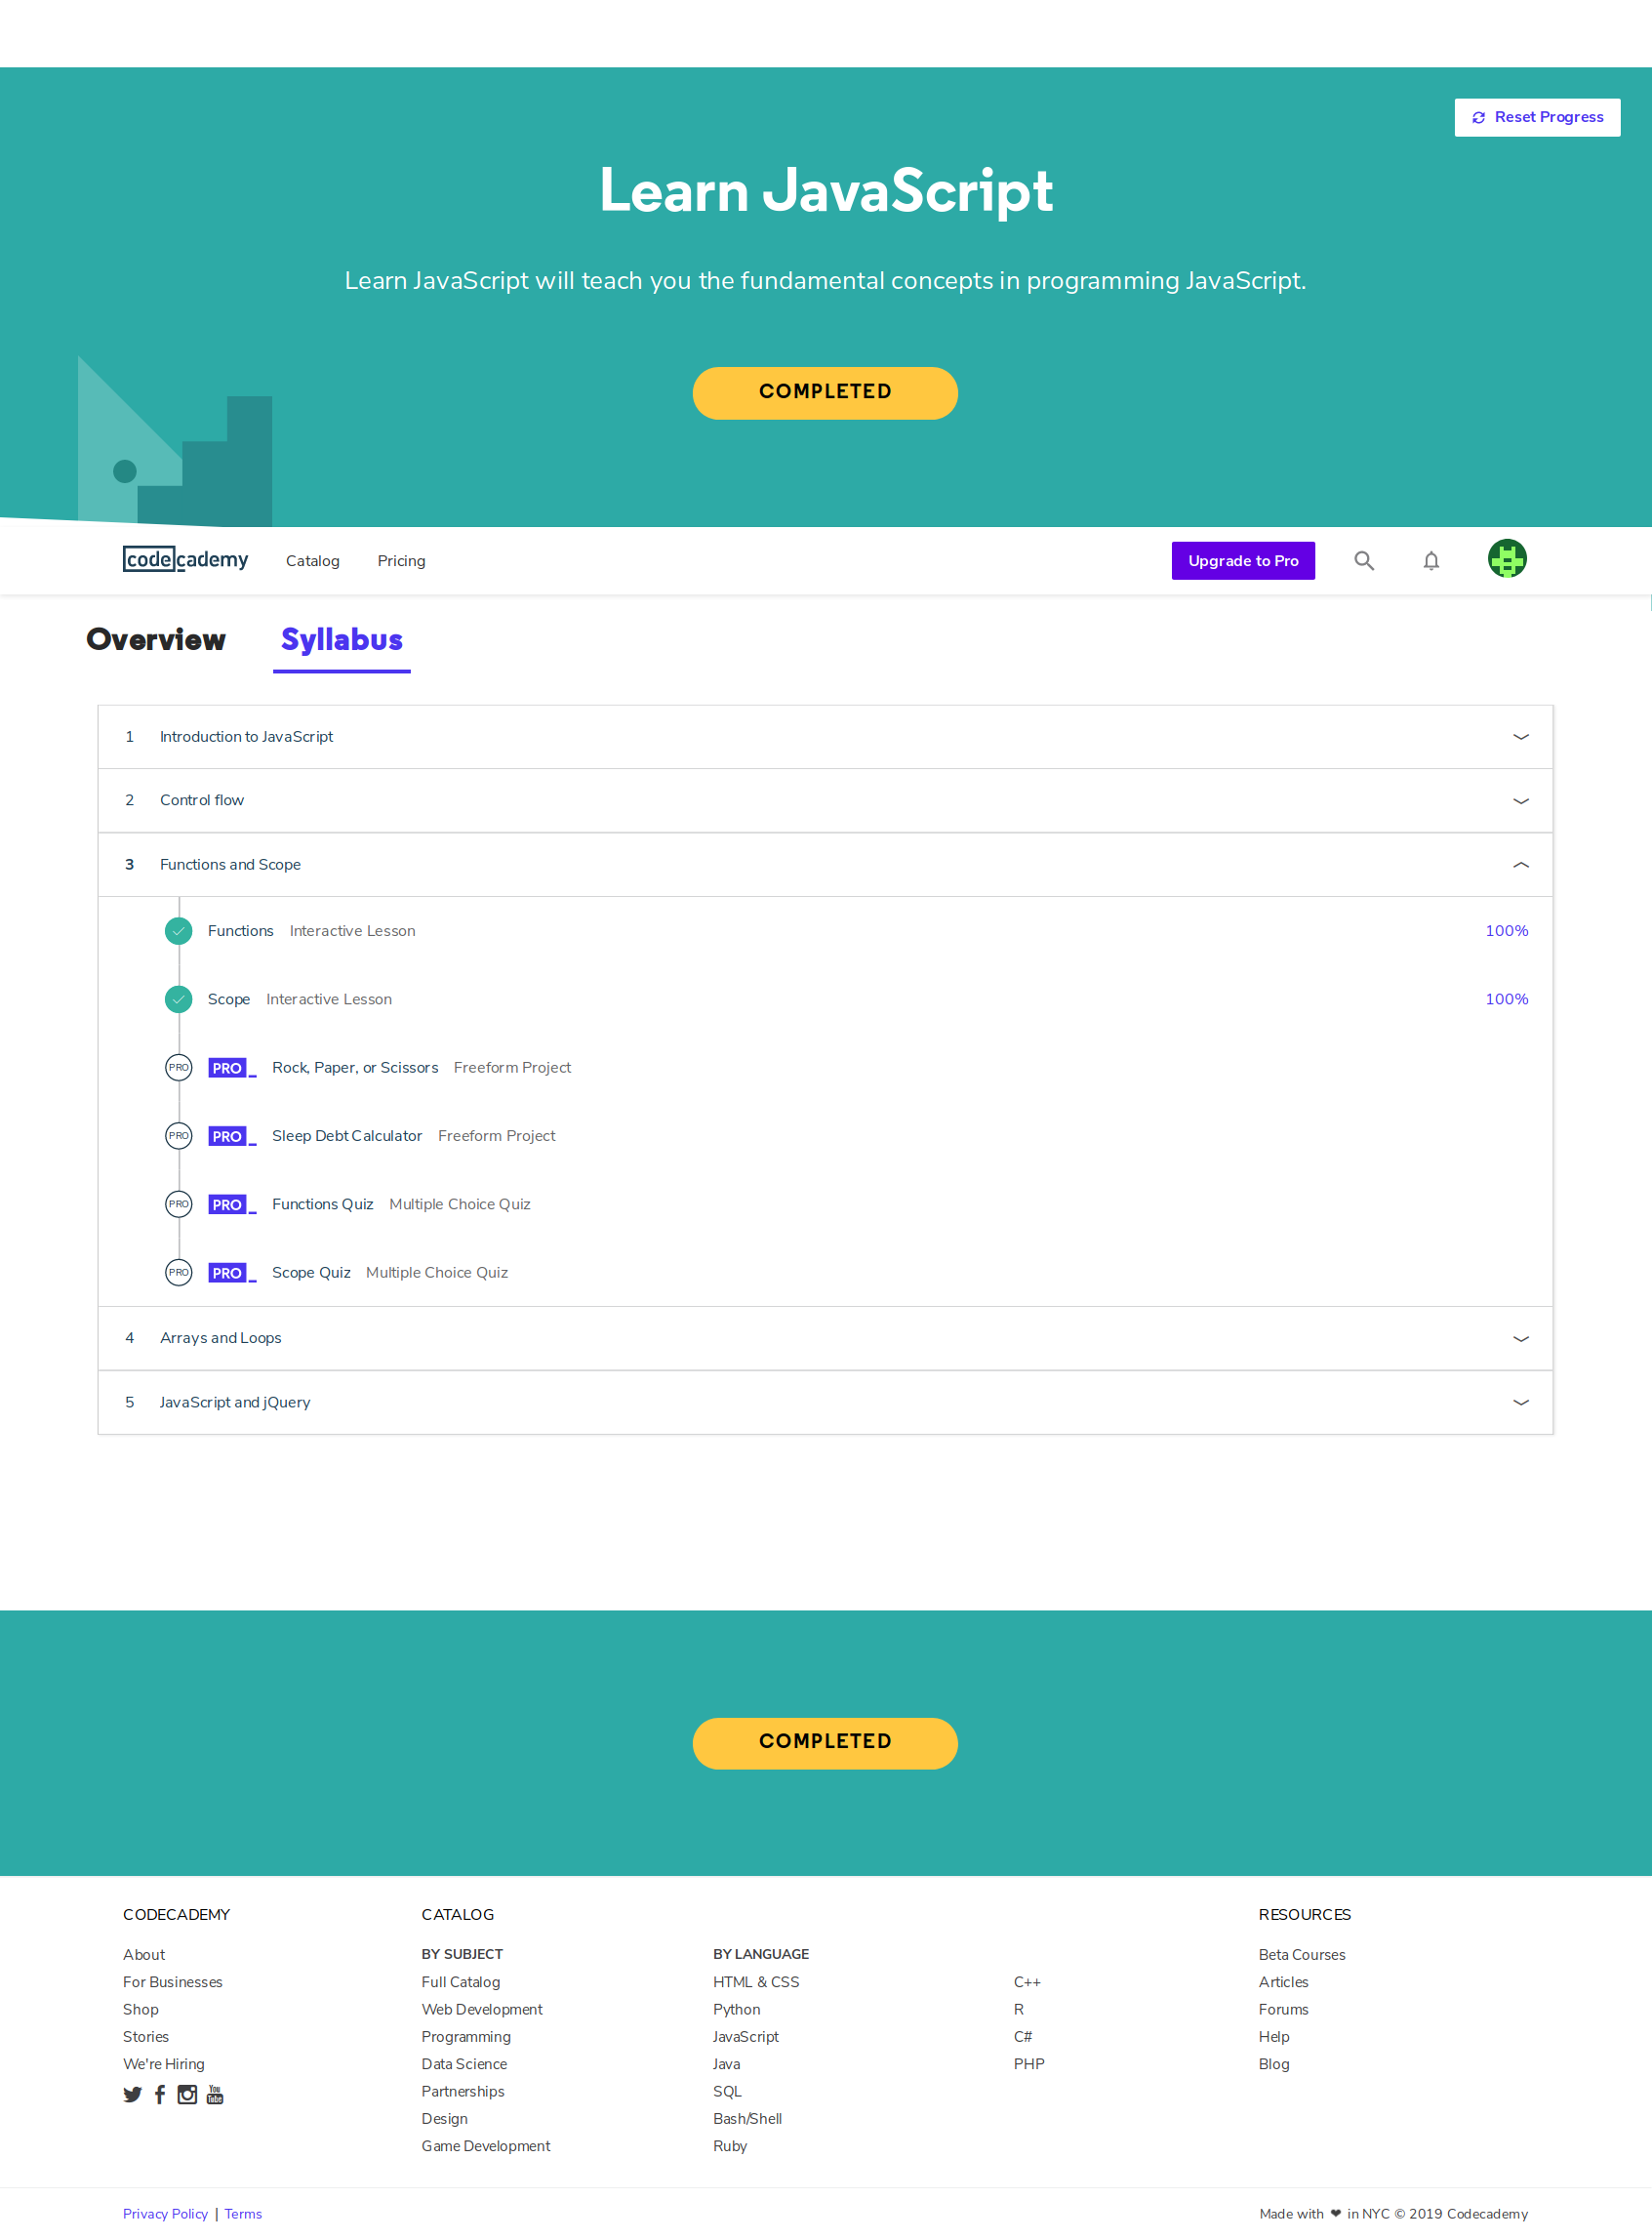 Reset Progress
Learn JavaScript
Learn JavaScript will teach you the fundamental concepts in programming JavaScript.
COMPLETED
codecademy Catalog Pricing Upgrade to Pro
Overview Syllabus
1 Introduction to JavaScript
2 Control flow
3 Functions and Scope
Functions Interactive Lesson 100%
Scope Interactive Lesson 100%
PRO PRO Rock, Paper, or Scissors Freeform Project
PRO PRO Sleep Debt Calculator Freeform Project
PRO PRO Functions Quiz Multiple Choice Quiz
PRO PRO Scope Quiz Multiple Choice Quiz
4 Arrays and Loops
5 JavaScript and jQuery
COMPLETED
CODECADEMY
About
For Businesses
Shop
Stories
We're Hiring
You
Tube
CATALOG
BY SUBJECT
Full Catalog
Web Development
Programming
Data Science
Partnerships
Design
Game Development
BY LANGUAGE
HTML & CSS
Python
JavaScript
Java
SQL
Bash/Shell
Ruby
C++
R
C#
PHP
RESOURCES
Beta Courses
Articles
Forums
Help
Blog
Privacy Policy | Terms
Made with ❤ in NYC © 2019 Codecademy